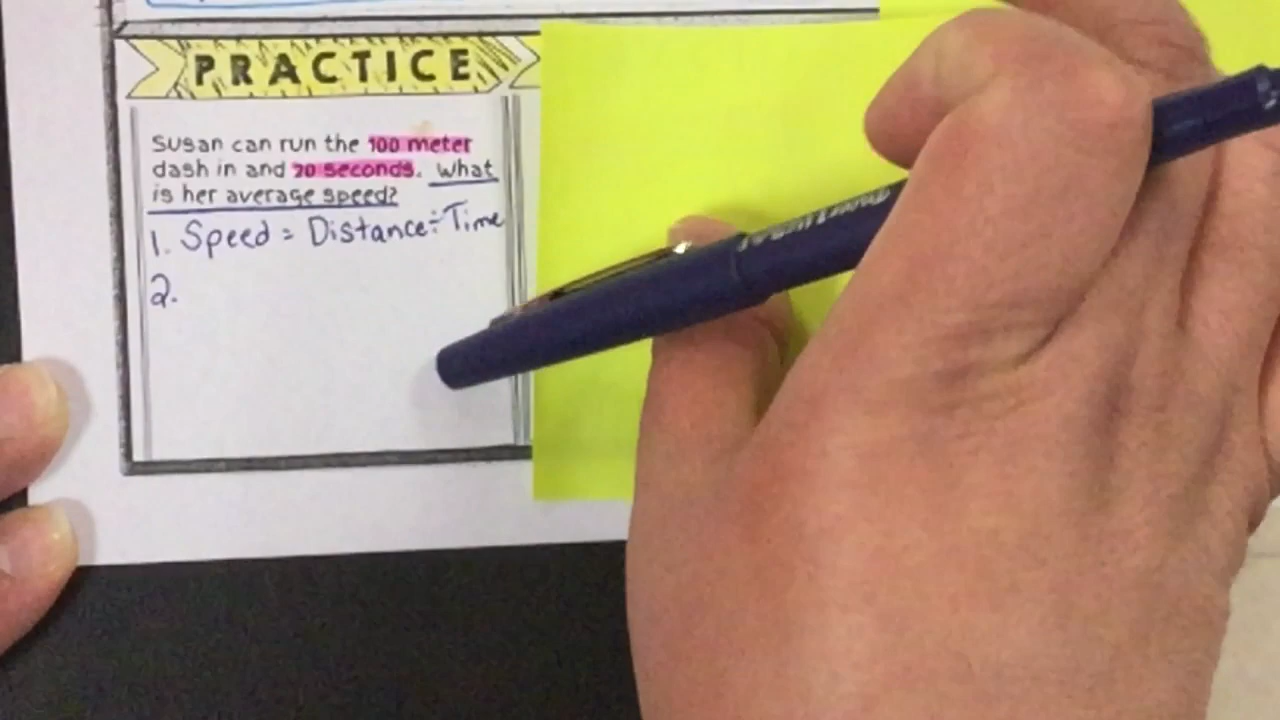 PRACTICE
Susan can run the 100 meter
dash in and 20 seconds. What
is her average speed?
1. Speed = Distance ÷ Time
2.